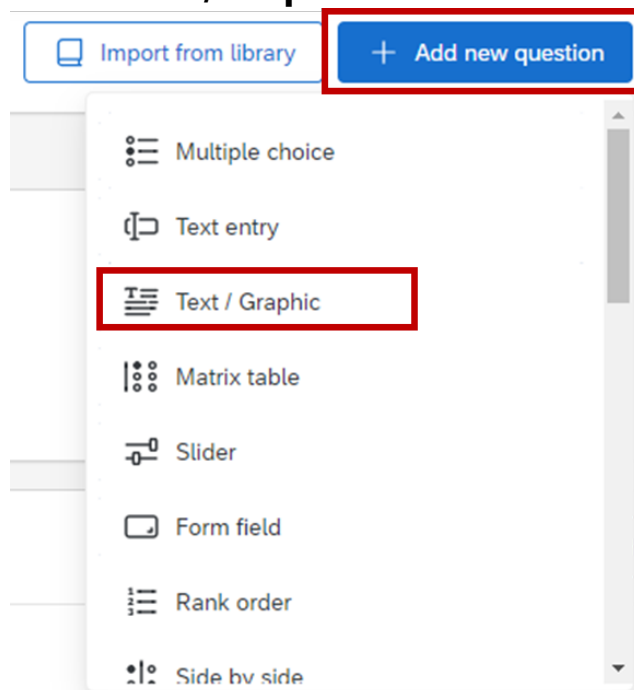 Import from library
+ Add new question
Multiple choice
Text entry
Text / Graphic
Matrix table
Slider
Form field
Rank order
Side by side